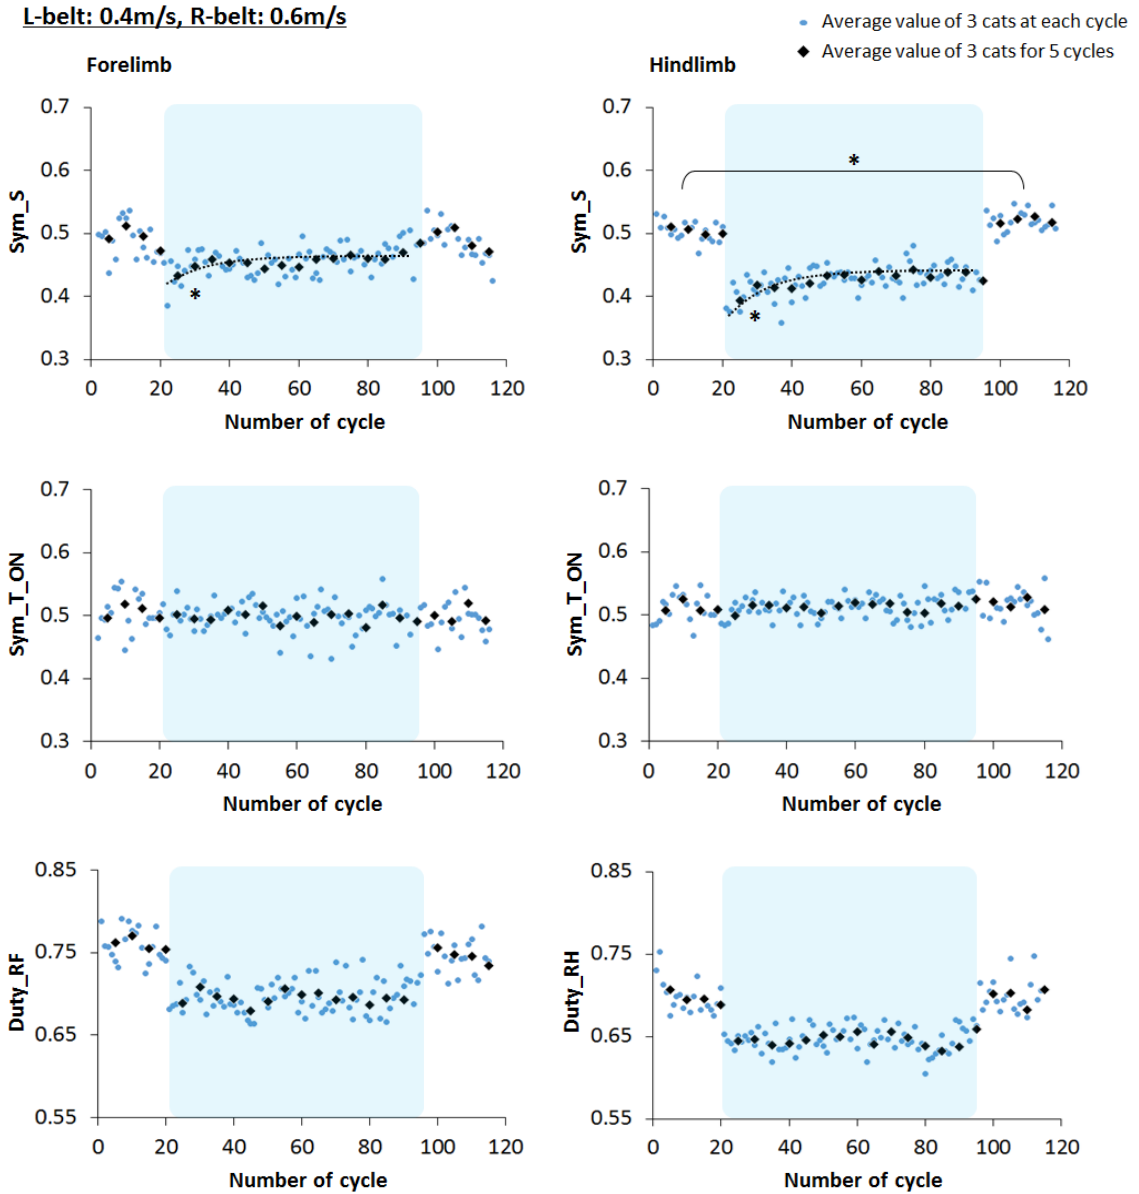 L-belt: 0.4m/s, R-belt: 0.6m/s
Average value of 3 cats at each cycle
Average value of 3 cats for 5 cycles
Forelimb
Hindlimb
0.7
0.6
0.5
0.4
0.3
Sym_S
*
0 20 40 60 80 100 120
Number of cycle
0.7
0.6
0.5
0.4
0.3
Sym_S
*
*
0 20 40 60 80 100 120
Number of cycle
0.7
0.6
0.5
0.4
0.3
Sym_T_ON
0 20 40 60 80 100 120
Number of cycle
0.7
0.6
0.5
0.4
0.3
Sym_T_ON
0 20 40 60 80 100 120
Number of cycle
0.85
0.75
0.65
0.55
Duty_RF
0 20 40 60 80 100 120
Number of cycle
0.85
0.75
0.65
0.55
Duty_RH
0 20 40 60 80 100 120
Number of cycle